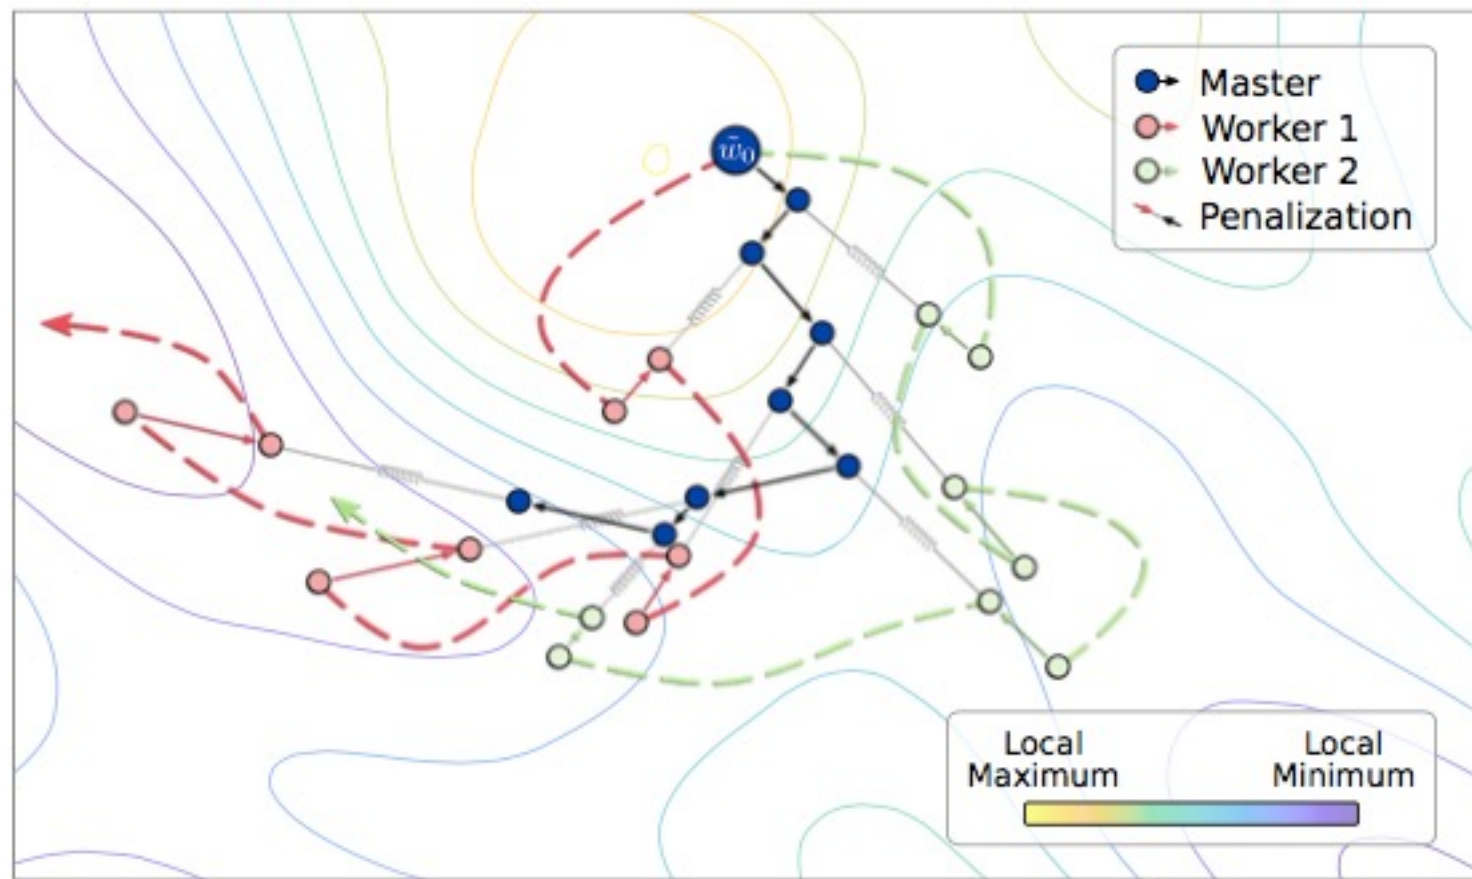 w̄₀
Master
Worker 1
Worker 2
Penalization
Local Maximum
Local Minimum